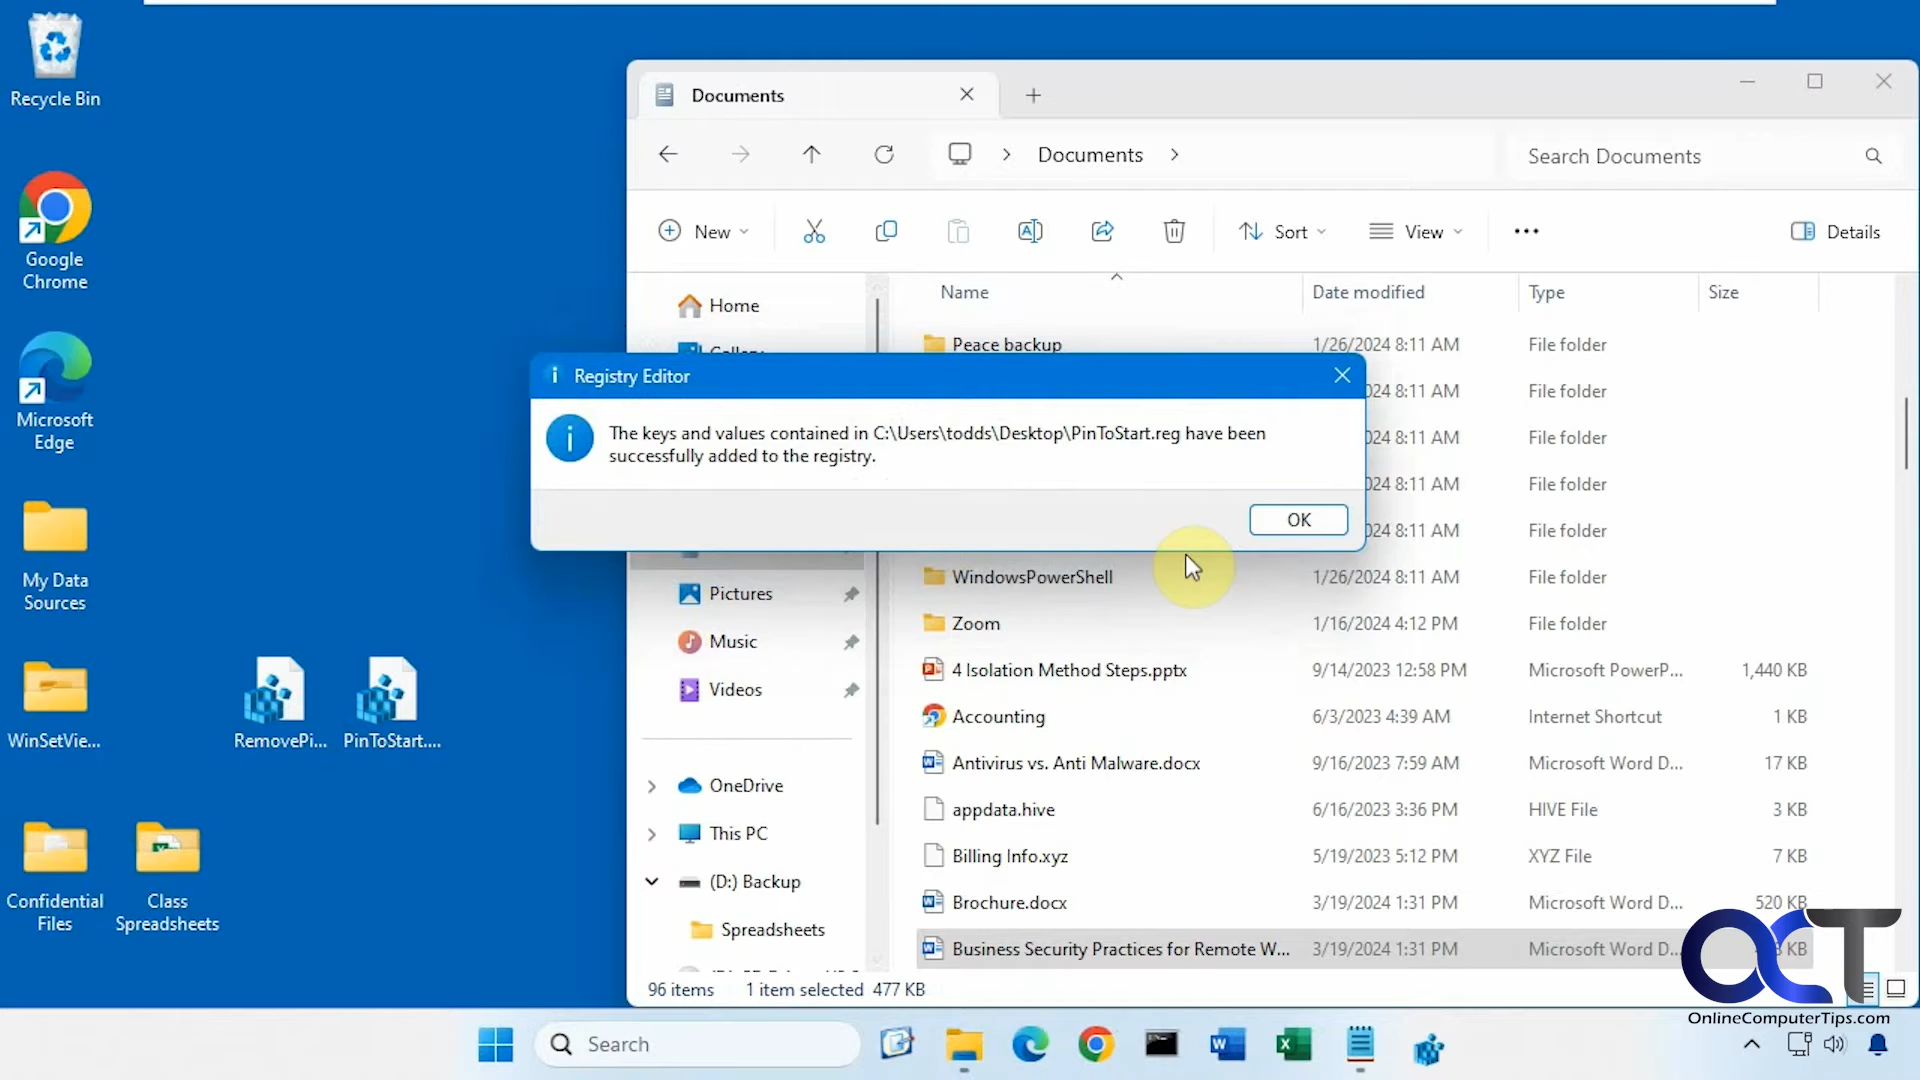 Recycle Bin
Google
Chrome
Microsoft
Edge
My Data
Sources
WinSetVie...
RemovePi...
PinToStart....
Confidential
Files
Class
Spreadsheets
Documents
Documents
Search Documents
New
Sort
View
Details
Name
Date modified
Type
Size
Home
Peace backup
1/26/2024 8:11 AM
File folder
024 8:11 AM
File folder
024 8:11 AM
File folder
024 8:11 AM
File folder
024 8:11 AM
File folder
Registry Editor
The keys and values contained in C:\Users\todds\Desktop\PinToStart.reg have been
successfully added to the registry.
OK
WindowsPowerShell
1/26/2024 8:11 AM
File folder
Pictures
Zoom
1/16/2024 4:12 PM
File folder
Music
4 Isolation Method Steps.pptx
9/14/2023 12:58 PM
Microsoft PowerP...
1,440 KB
Videos
Accounting
6/3/2023 4:39 AM
Internet Shortcut
1 KB
Antivirus vs. Anti Malware.docx
9/16/2023 7:59 AM
Microsoft Word D...
17 KB
OneDrive
appdata.hive
6/16/2023 3:36 PM
HIVE File
3 KB
This PC
Billing Info.xyz
5/19/2023 5:12 PM
XYZ File
7 KB
(D:) Backup
Brochure.docx
3/19/2024 1:31 PM
Microsoft Word D...
520 KB
Spreadsheets
Business Security Practices for Remote W...
3/19/2024 1:31 PM
Microsoft Word D...
KB
96 items
1 item selected
477 KB
OCT
OnlineComputerTips.com
Search